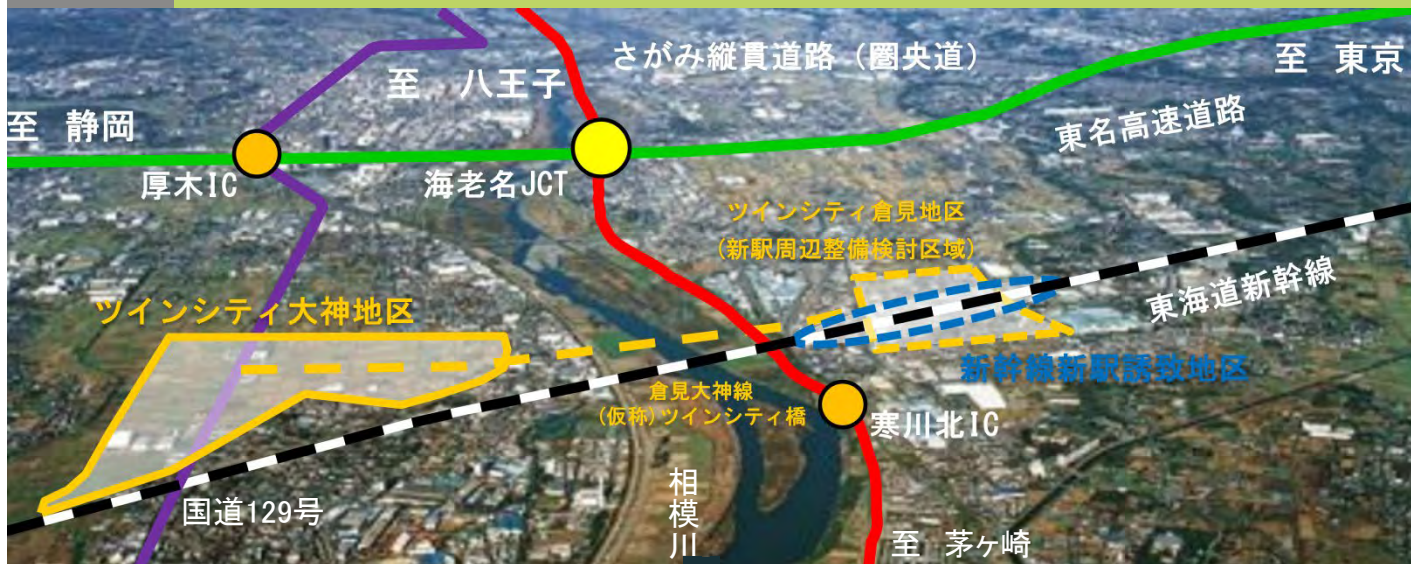 さがみ縦貫道路（圏央道）
至 東京
至 八王子
至 静岡
東名高速道路
厚木IC
海老名JCT
ツインシティ倉見地区
(新駅周辺整備検討区域)
東海道新幹線
ツインシティ大神地区
新幹線新駅誘致地区
倉見大神線
(仮称)ツインシティ橋
寒川北IC
相模川
国道129号
至 茅ヶ崎